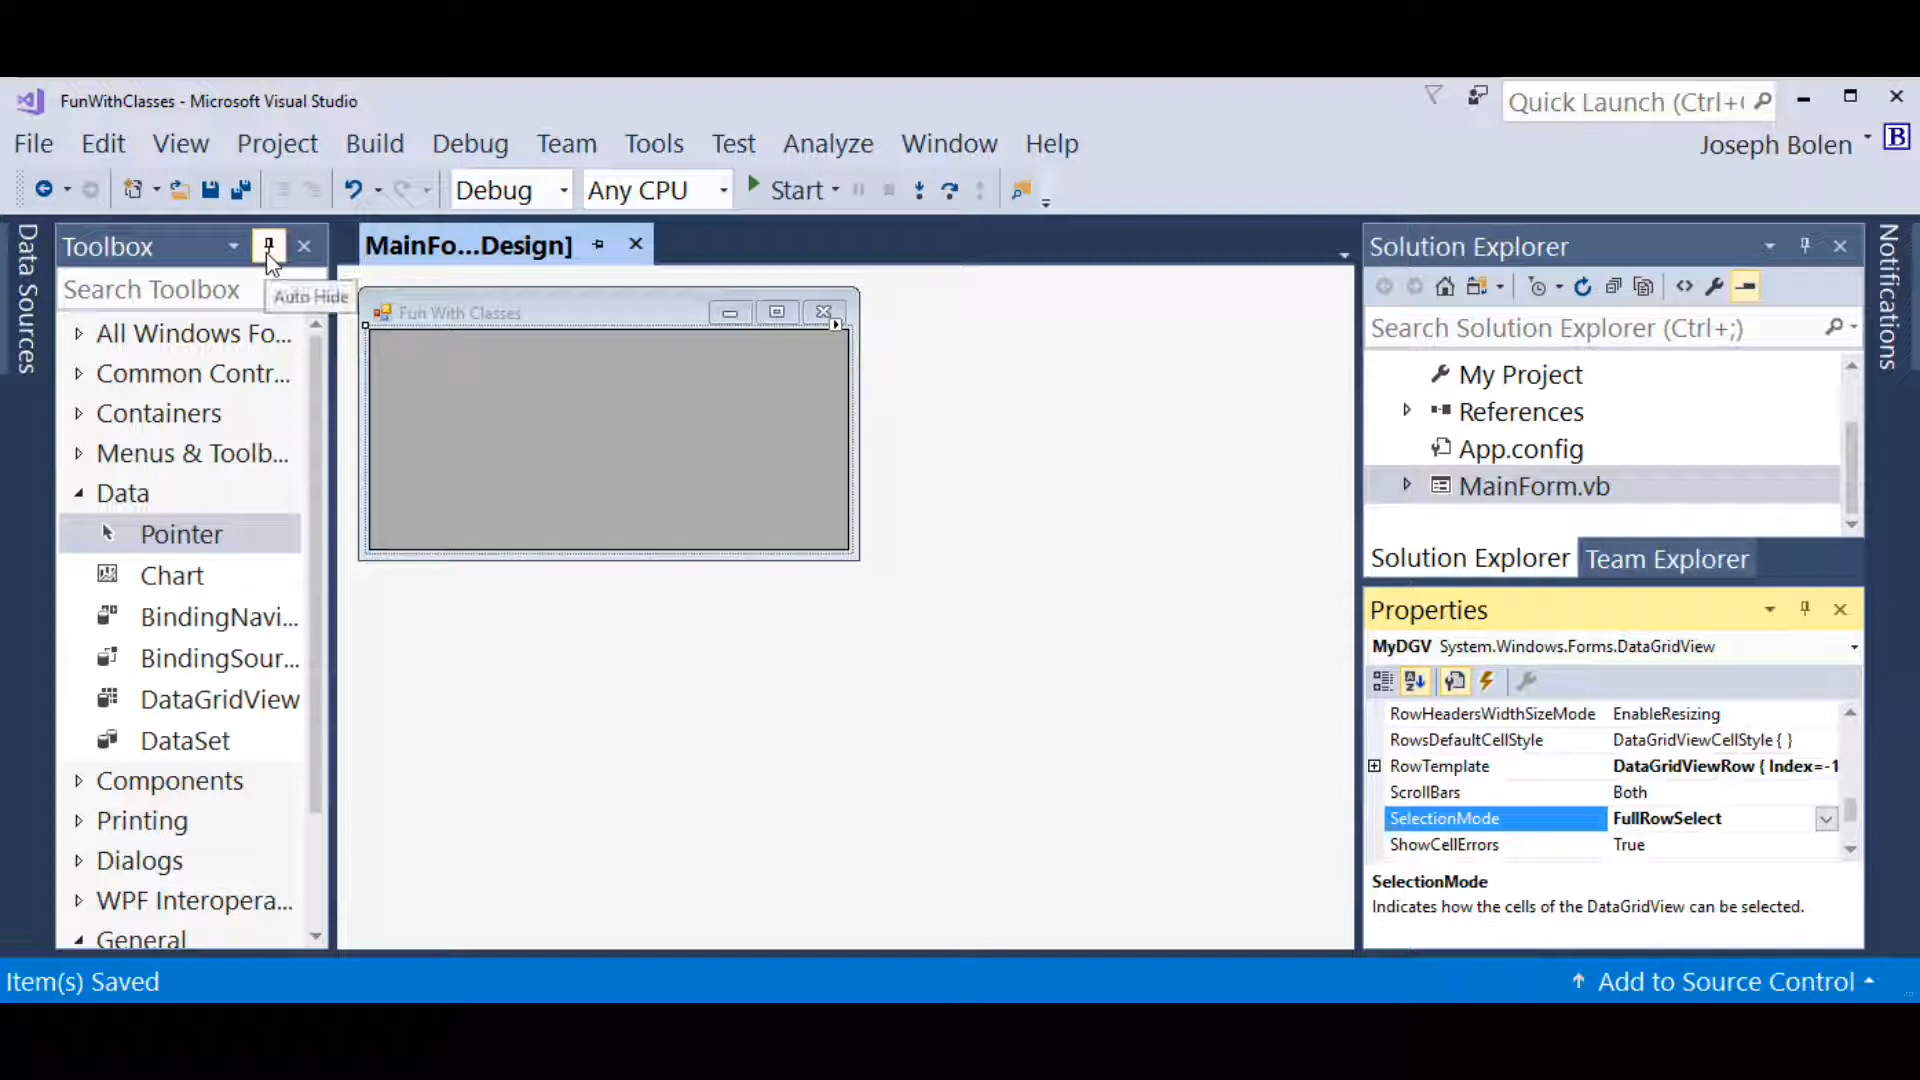 FunWithClasses - Microsoft Visual Studio
Quick Launch (Ctrl+
File Edit View Project Build Debug Team Tools Test Analyze Window Help
Joseph Bolen
B
Debug
Any CPU
Start
Data Sources
Toolbox
Search Toolbox
Auto Hide
All Windows Fo...
Common Contr...
Containers
Menus & Toolb...
Data
Pointer
Chart
BindingNavi...
BindingSour...
DataGridView
DataSet
Components
Printing
Dialogs
WPF Interopera...
General
MainFo...Design]
Fun With Classes
Solution Explorer
Search Solution Explorer (Ctrl+;)
My Project
References
App.config
MainForm.vb
Solution Explorer Team Explorer
Notifications
Properties
MyDGV System.Windows.Forms.DataGridView
RowHeadersWidthSizeMode EnableResizing
RowsDefaultCellStyle DataGridViewCellStyle { }
RowTemplate DataGridViewRow { Index=-1
ScrollBars Both
SelectionMode FullRowSelect
ShowCellErrors True
SelectionMode
Indicates how the cells of the DataGridView can be selected.
Item(s) Saved
Add to Source Control